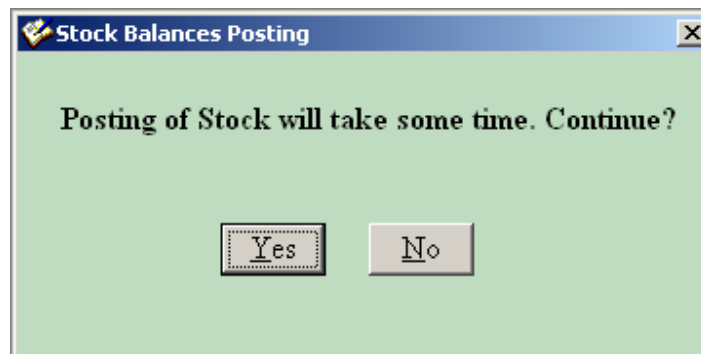 Stock Balances Posting
Posting of Stock will take some time. Continue?
Yes No